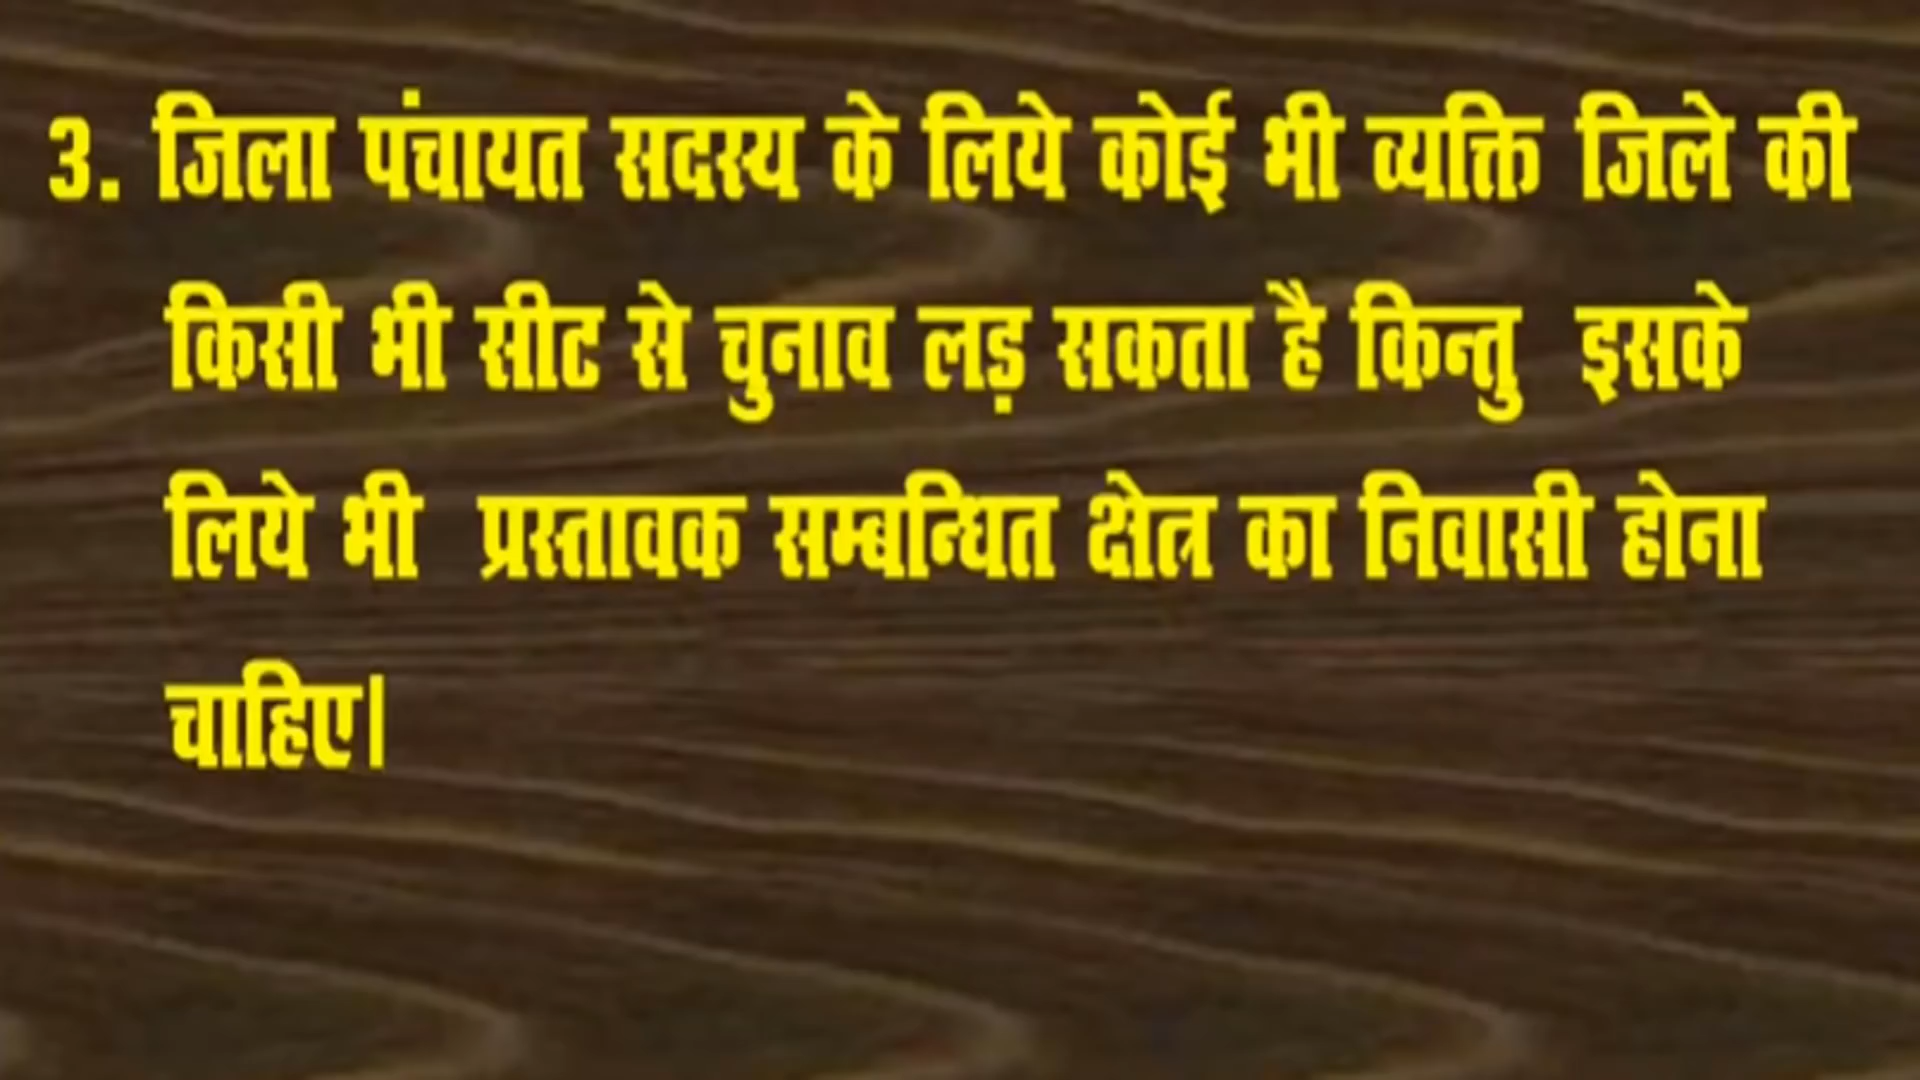 3. जिला पंचायत सदस्य के लिये कोई भी व्यक्ति जिले की
किसी भी सीट से चुनाव लड़ सकता है किन्तु इसके
लिये भी प्रस्तावक सम्बन्धित क्षेत्र का निवासी होना
चाहिए।